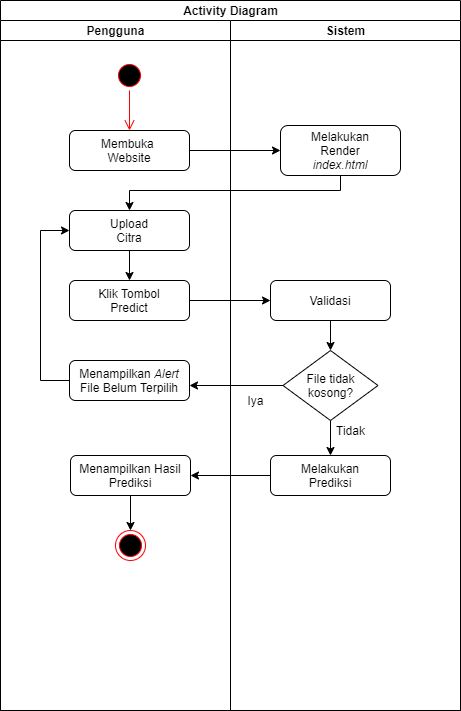 Activity Diagram
Pengguna
Sistem
Membuka
Website
Melakukan
Render
index.html
Upload
Citra
Klik Tombol
Predict
Validasi
Menampilkan Alert
File Belum Terpilih
File tidak
kosong?
Iya
Tidak
Menampilkan Hasil
Prediksi
Melakukan
Prediksi